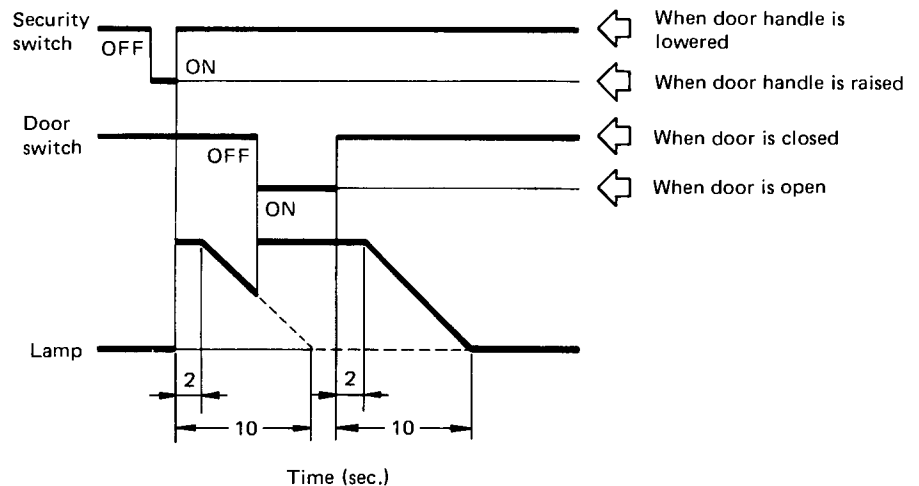 Security
switch
OFF
ON
When door handle is
lowered
When door handle is raised
Door
switch
OFF
ON
When door is closed
When door is open
Lamp
2
2
10
10
Time (sec.)